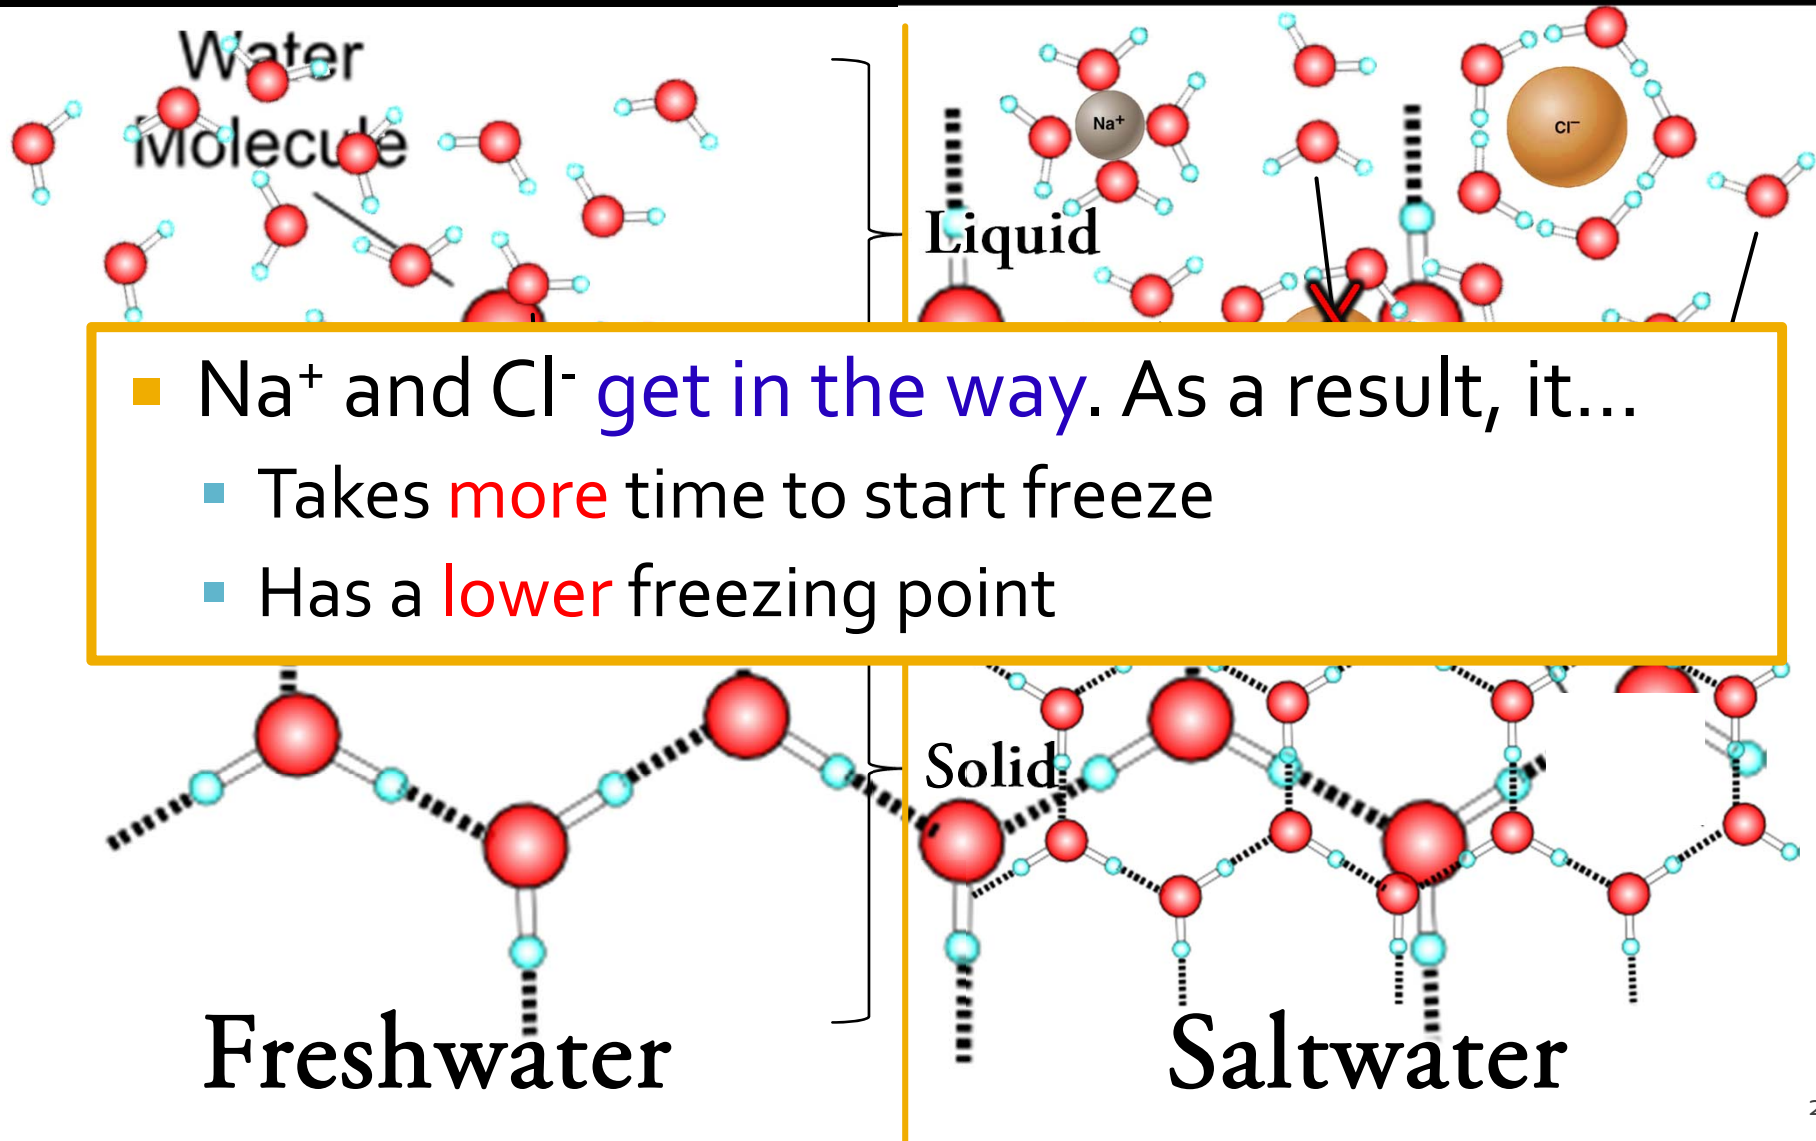 Water
Molecule
Na⁺
Cl⁻
Liquid
Na⁺ and Cl⁻ get in the way. As a result, it...
Takes more time to start freeze
Has a lower freezing point
Solid
Freshwater
Saltwater